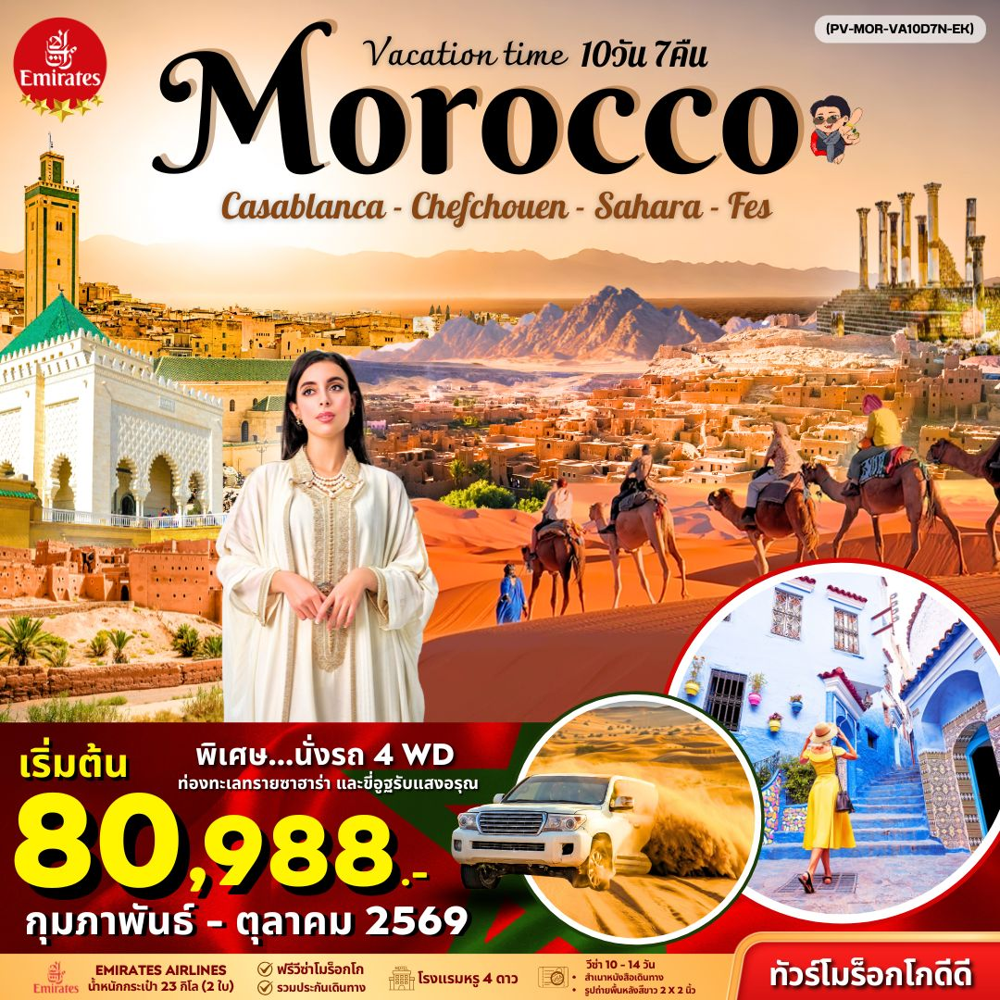 (PV-MOR-VA10D7N-EK)
Emirates
Vacation time 10วัน 7คืน
Morocco
Casablanca - Chefchouen - Sahara - Fes
เริ่มต้น
พิเศษ...นั่งรถ 4 WD
ท่องทะเลทรายซาฮาร่า และขี่อูฐรับแสงอรุณ
80,988.-
กุมภาพันธ์ - ตุลาคม 2569
Emirates
EMIRATES AIRLINES
น้ำหนักกระเป๋า 23 กิโล (2 ใบ)
ฟรีวีซ่าโมร็อกโก
รวมประกันเดินทาง
HOTEL
โรงแรมหรู 4 ดาว
วีซ่า 10 - 14 วัน
• สำเนาหนังสือเดินทาง
• รูปถ่ายพื้นหลังสีขาว 2 X 2 นิ้ว
ทัวร์โมร็อกโกดีดี